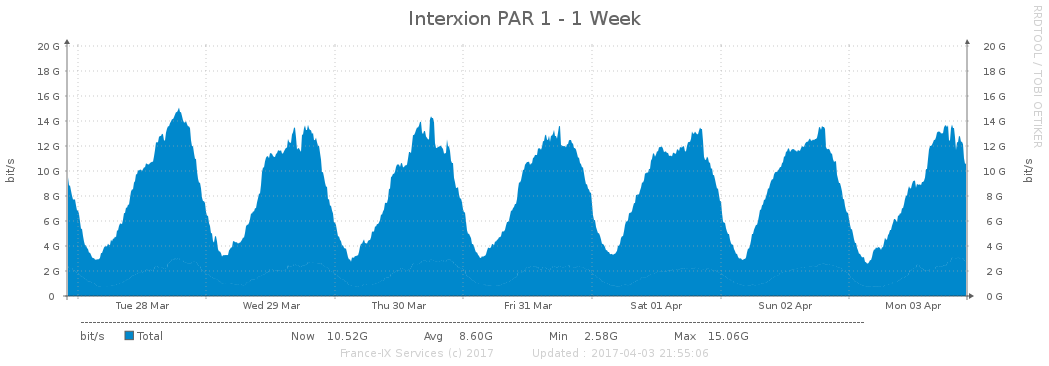 Interxion PAR 1 - 1 Week
RRDTOOL / TOBI OETIKER
bit/s
bit/s
20 G 20 G
18 G 18 G
16 G 16 G
14 G 14 G
12 G 12 G
10 G 10 G
8 G 8 G
6 G 6 G
4 G 4 G
2 G 2 G
0 0 G
Tue 28 Mar Wed 29 Mar Thu 30 Mar Fri 31 Mar Sat 01 Apr Sun 02 Apr Mon 03 Apr
bit/s Total Now 10.52G Avg 8.60G Min 2.58G Max 15.06G
France-IX Services (c) 2017 Updated : 2017-04-03 21:55:06